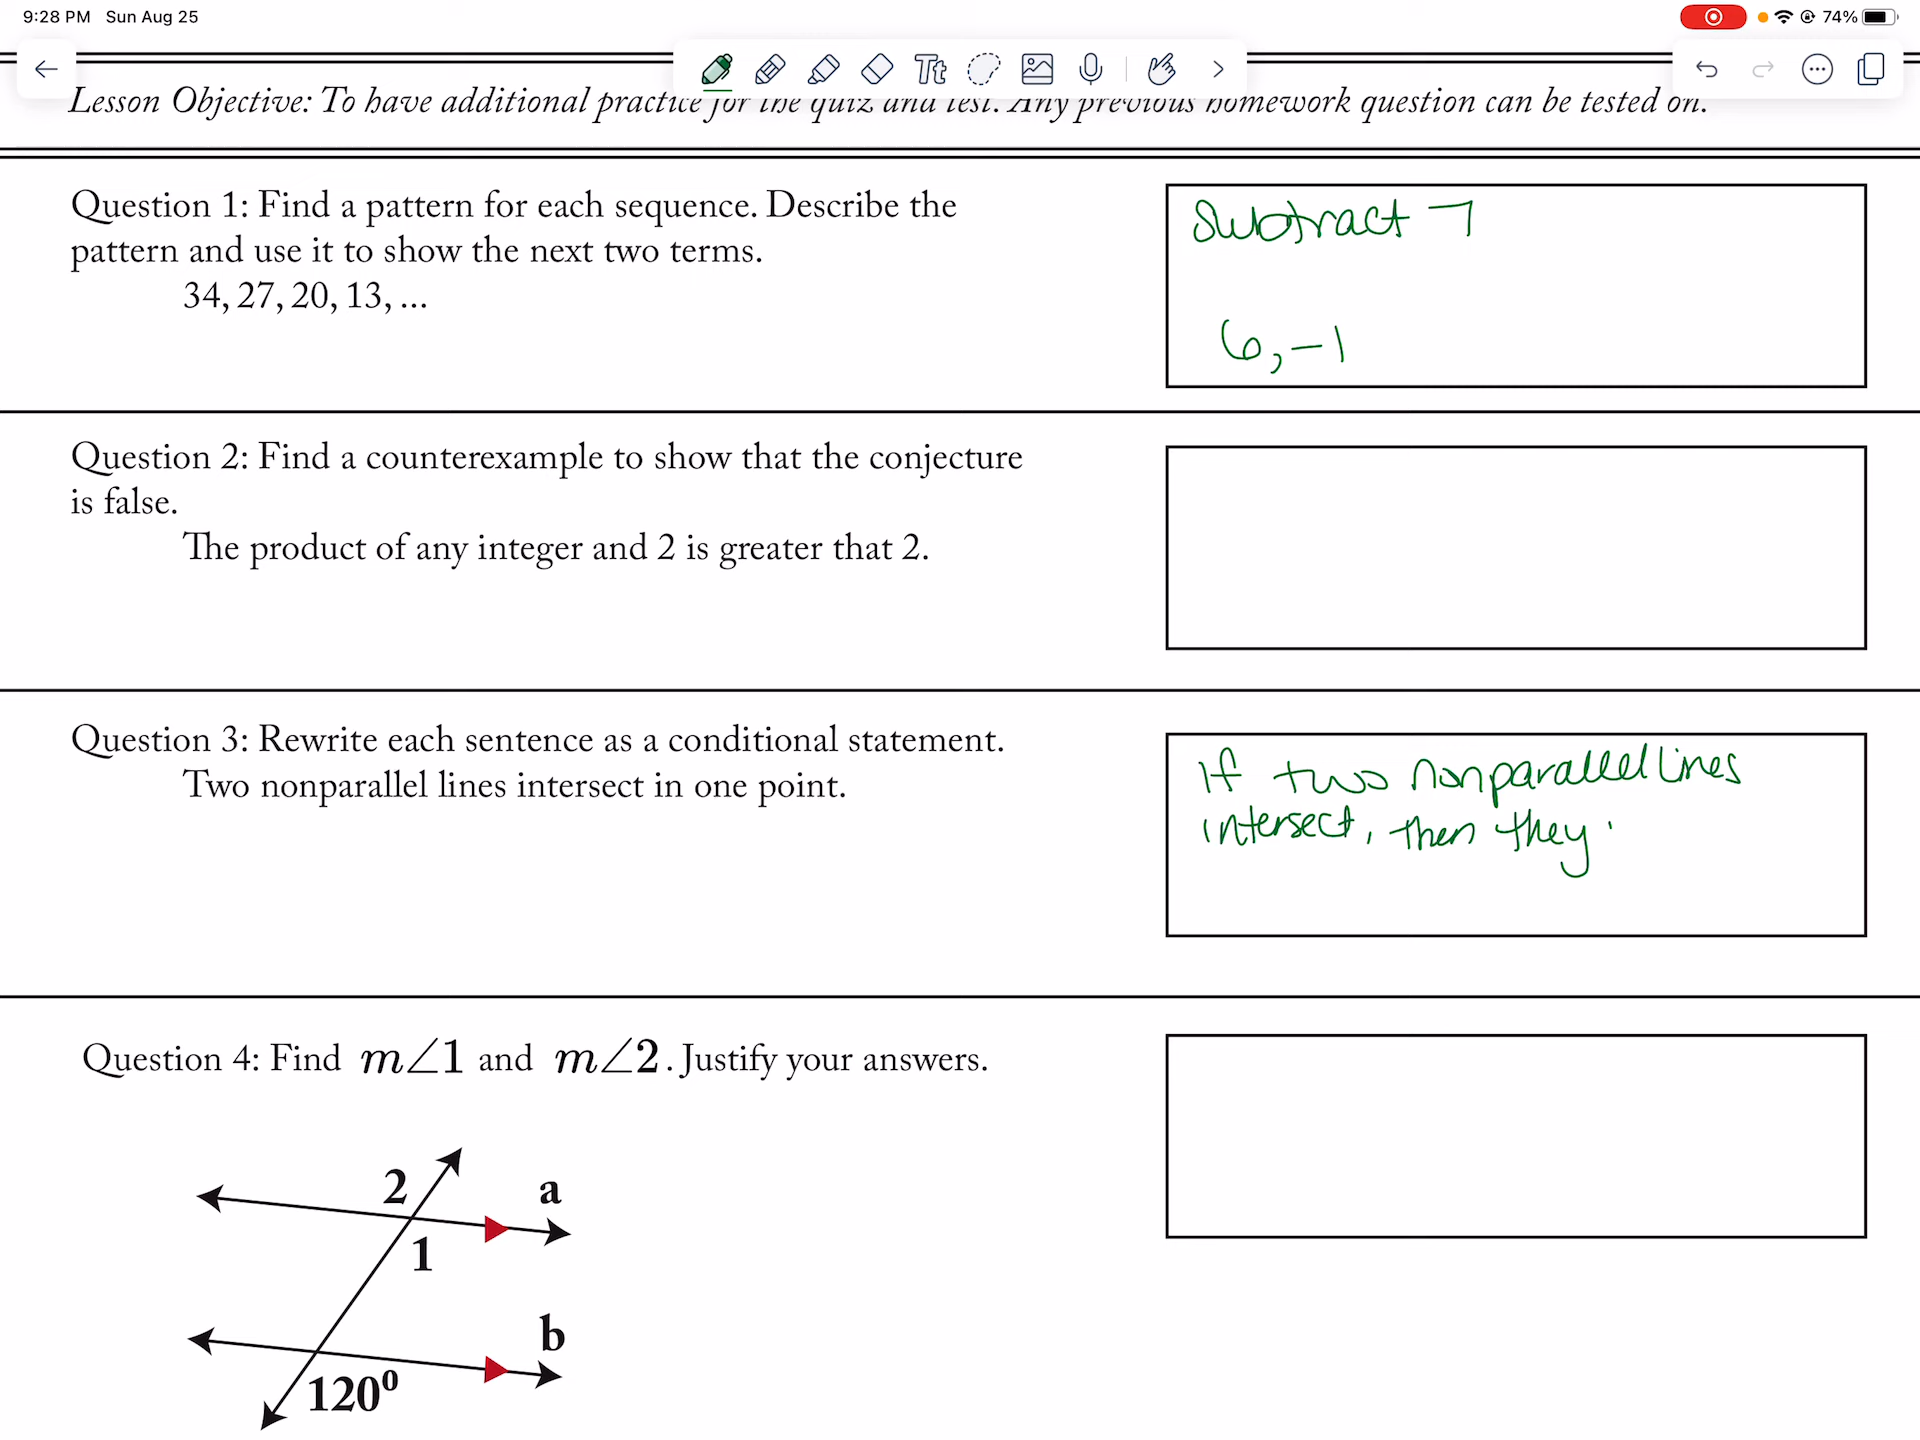 9:28 PM Sun Aug 25
74%
Tt
Lesson Objective: To have additional practice for the quiz and test. Any previous homework question can be tested on.
Question 1: Find a pattern for each sequence. Describe the
pattern and use it to show the next two terms.
34, 27, 20, 13, ...
Subtract 7
6, -1
Question 2: Find a counterexample to show that the conjecture
is false.
The product of any integer and 2 is greater that 2.
Question 3: Rewrite each sentence as a conditional statement.
Two nonparallel lines intersect in one point.
If two nonparallel lines
intersect, then they
Question 4: Find m∠1 and m∠2. Justify your answers.
2
a
1
b
120⁰